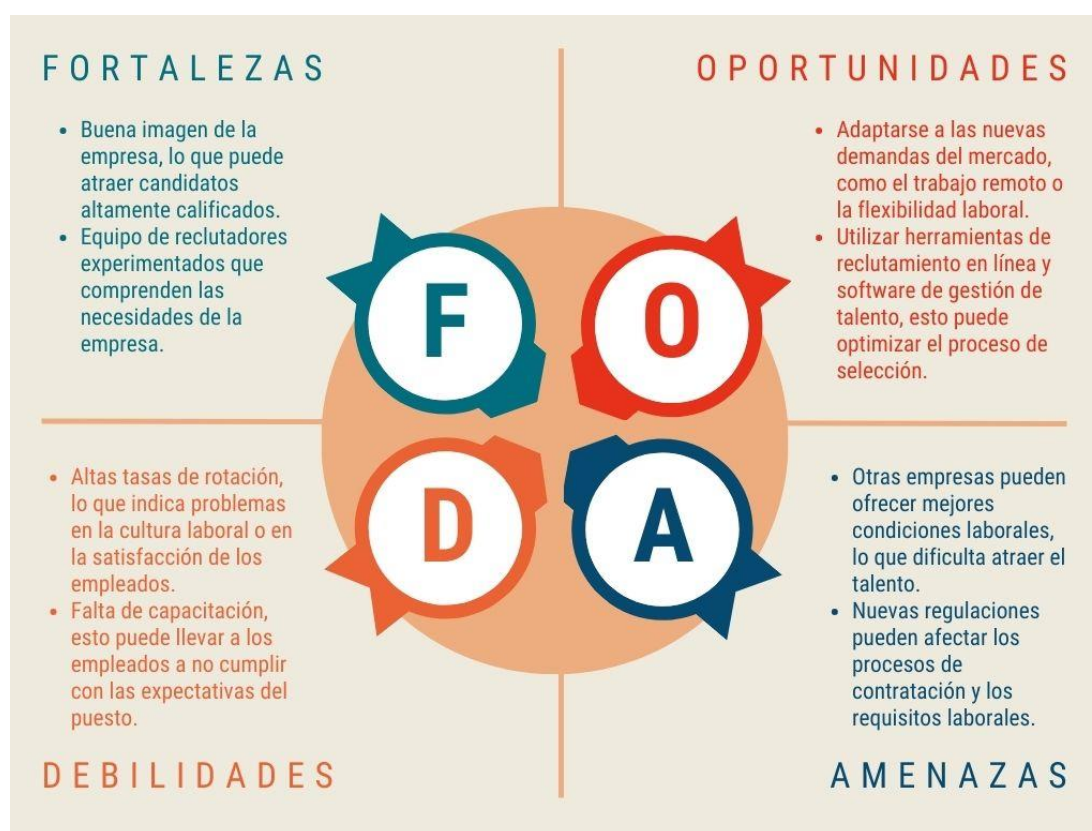 FORTALEZAS
• Buena imagen de la
empresa, lo que puede
atraer candidatos
altamente calificados.
• Equipo de reclutadores
experimentados que
comprenden las
necesidades de la
empresa.
OPORTUNIDADES
• Adaptarse a las nuevas
demandas del mercado,
como el trabajo remoto o
la flexibilidad laboral.
• Utilizar herramientas de
reclutamiento en línea y
software de gestión de
talento, esto puede
optimizar el proceso de
selección.
F
O
D
A
• Altas tasas de rotación,
lo que indica problemas
en la cultura laboral o en
la satisfacción de los
empleados.
• Falta de capacitación,
esto puede llevar a los
empleados a no cumplir
con las expectativas del
puesto.
DEBILIDADES
• Otras empresas pueden
ofrecer mejores
condiciones laborales,
lo que dificulta atraer el
talento.
• Nuevas regulaciones
pueden afectar los
procesos de
contratación y los
requisitos laborales.
AMENAZAS